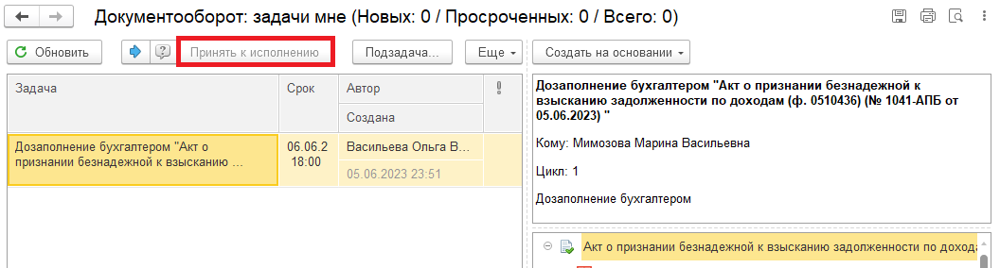 Документооборот: задачи мне (Новых: 0 / Просроченных: 0 / Всего: 0)
Обновить
Принять к исполнению
Подзадача...
Еще
Создать на основании
Задача
Срок
Автор
Создана
Дозаполнение бухгалтером "Акт о
признании безнадежной к взысканию ...
06.06.2
18:00
Васильева Ольга В...
05.06.2023 23:51
Дозаполнение бухгалтером "Акт о признании безнадежной к
взысканию задолженности по доходам (ф. 0510436) (№ 1041-АПБ от
05.06.2023) "
Кому: Мимозова Марина Васильевна
Цикл: 1
Дозаполнение бухгалтером
Акт о признании безнадежной к взысканию задолженности по доход